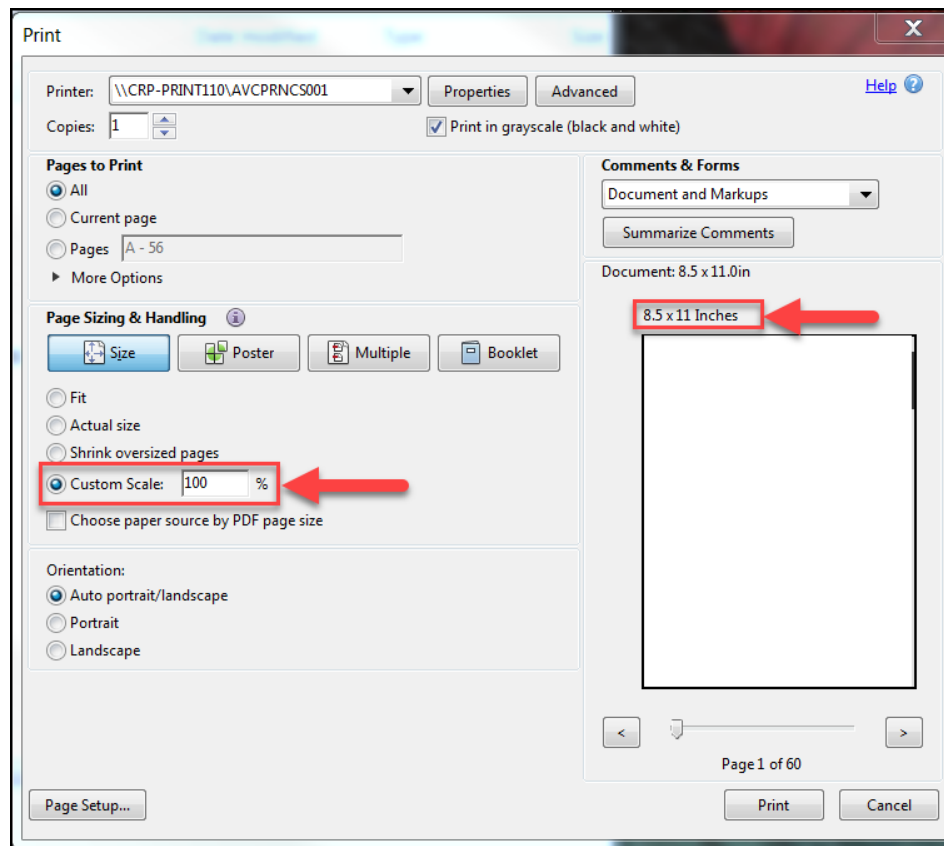 Print
Printer: \\CRP-PRINT110\AVCPRNCS001 Properties Advanced Help
Copies: 1 Print in grayscale (black and white)
Pages to Print
All
Current page
Pages A - 56
More Options
Page Sizing & Handling
Size Poster Multiple Booklet
Fit
Actual size
Shrink oversized pages
Custom Scale: 100 %
Choose paper source by PDF page size
Orientation:
Auto portrait/landscape
Portrait
Landscape
Comments & Forms
Document and Markups
Summarize Comments
Document: 8.5 x 11.0in
8.5 x 11 Inches
< >
Page 1 of 60
Page Setup... Print Cancel